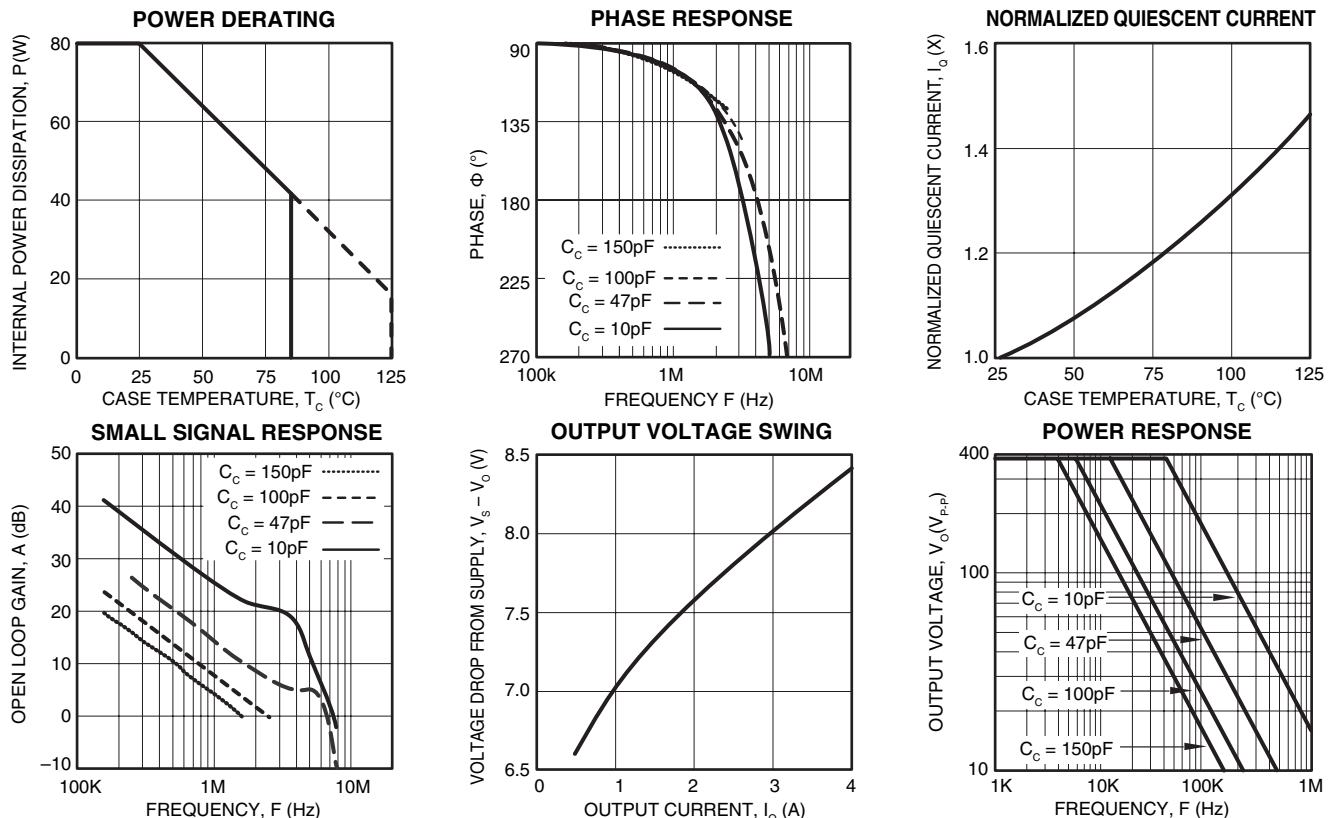 POWER DERATING
INTERNAL POWER DISSIPATION, P(W)
80
60
40
20
0
0 25 50 75 100 125
CASE TEMPERATURE, T_C (°C)
PHASE RESPONSE
PHASE, Φ (°)
90
135
180
225
270
C_C = 150pF
C_C = 100pF
C_C = 47pF
C_C = 10pF
100k 1M 10M
FREQUENCY F (Hz)
NORMALIZED QUIESCENT CURRENT
NORMALIZED QUIESCENT CURRENT, I_Q (X)
1.6
1.4
1.2
1.0
25 50 75 100 125
CASE TEMPERATURE, T_C (°C)
SMALL SIGNAL RESPONSE
OPEN LOOP GAIN, A (dB)
50
40
30
20
10
0
–10
C_C = 150pF
C_C = 100pF
C_C = 47pF
C_C = 10pF
100K 1M 10M
FREQUENCY, F (Hz)
OUTPUT VOLTAGE SWING
VOLTAGE DROP FROM SUPPLY, V_S – V_O (V)
8.5
8.0
7.5
7.0
6.5
0 1 2 3 4
OUTPUT CURRENT, I_O (A)
POWER RESPONSE
OUTPUT VOLTAGE, V_O(V_P-P)
400
100
10
C_C = 10pF
C_C = 47pF
C_C = 100pF
C_C = 150pF
1K 10K 100K 1M
FREQUENCY, F (Hz)